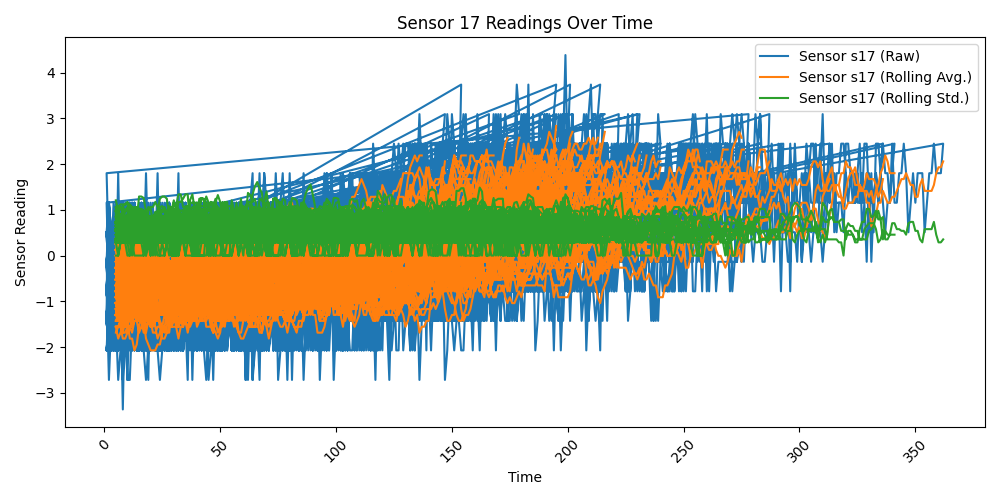 Sensor 17 Readings Over Time
Sensor s17 (Raw)
Sensor s17 (Rolling Avg.)
Sensor s17 (Rolling Std.)
Sensor Reading
4
3
2
1
0
−1
−2
−3
0
50
100
150
200
250
300
350
Time